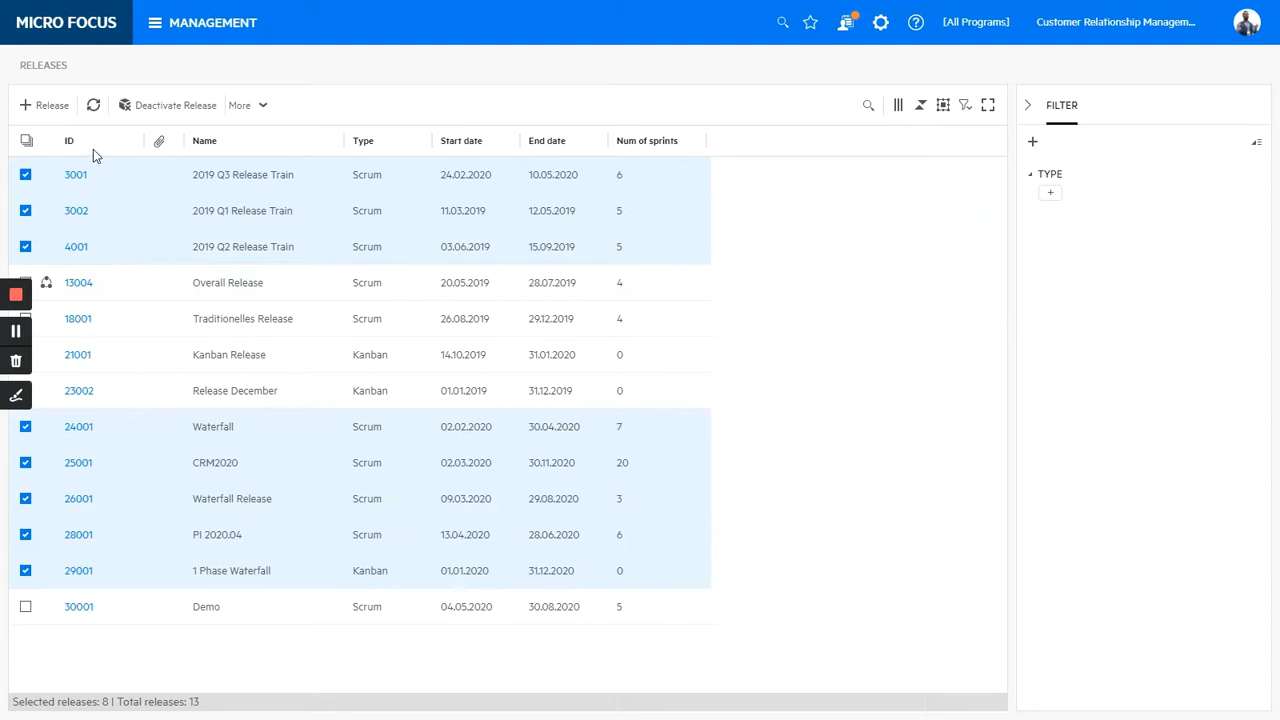 MICRO FOCUS MANAGEMENT [All Programs] Customer Relationship Managem...
RELEASES
Release Deactivate Release More FILTER
ID Name Type Start date End date Num of sprints
3001 2019 Q3 Release Train Scrum 24.02.2020 10.05.2020 6 TYPE
3002 2019 Q1 Release Train Scrum 11.03.2019 12.05.2019 5
4001 2019 Q2 Release Train Scrum 03.06.2019 15.09.2019 5
13004 Overall Release Scrum 20.05.2019 28.07.2019 4
18001 Traditionelles Release Scrum 26.08.2019 29.12.2019 4
21001 Kanban Release Kanban 14.10.2019 31.01.2020 0
23002 Release December Kanban 01.01.2019 31.12.2019 0
24001 Waterfall Scrum 02.02.2020 30.04.2020 7
25001 CRM2020 Scrum 02.03.2020 30.11.2020 20
26001 Waterfall Release Scrum 09.03.2020 29.08.2020 3
28001 PI 2020.04 Scrum 13.04.2020 28.06.2020 6
29001 1 Phase Waterfall Kanban 01.01.2020 31.12.2020 0
30001 Demo Scrum 04.05.2020 30.08.2020 5
Selected releases: 8 | Total releases: 13